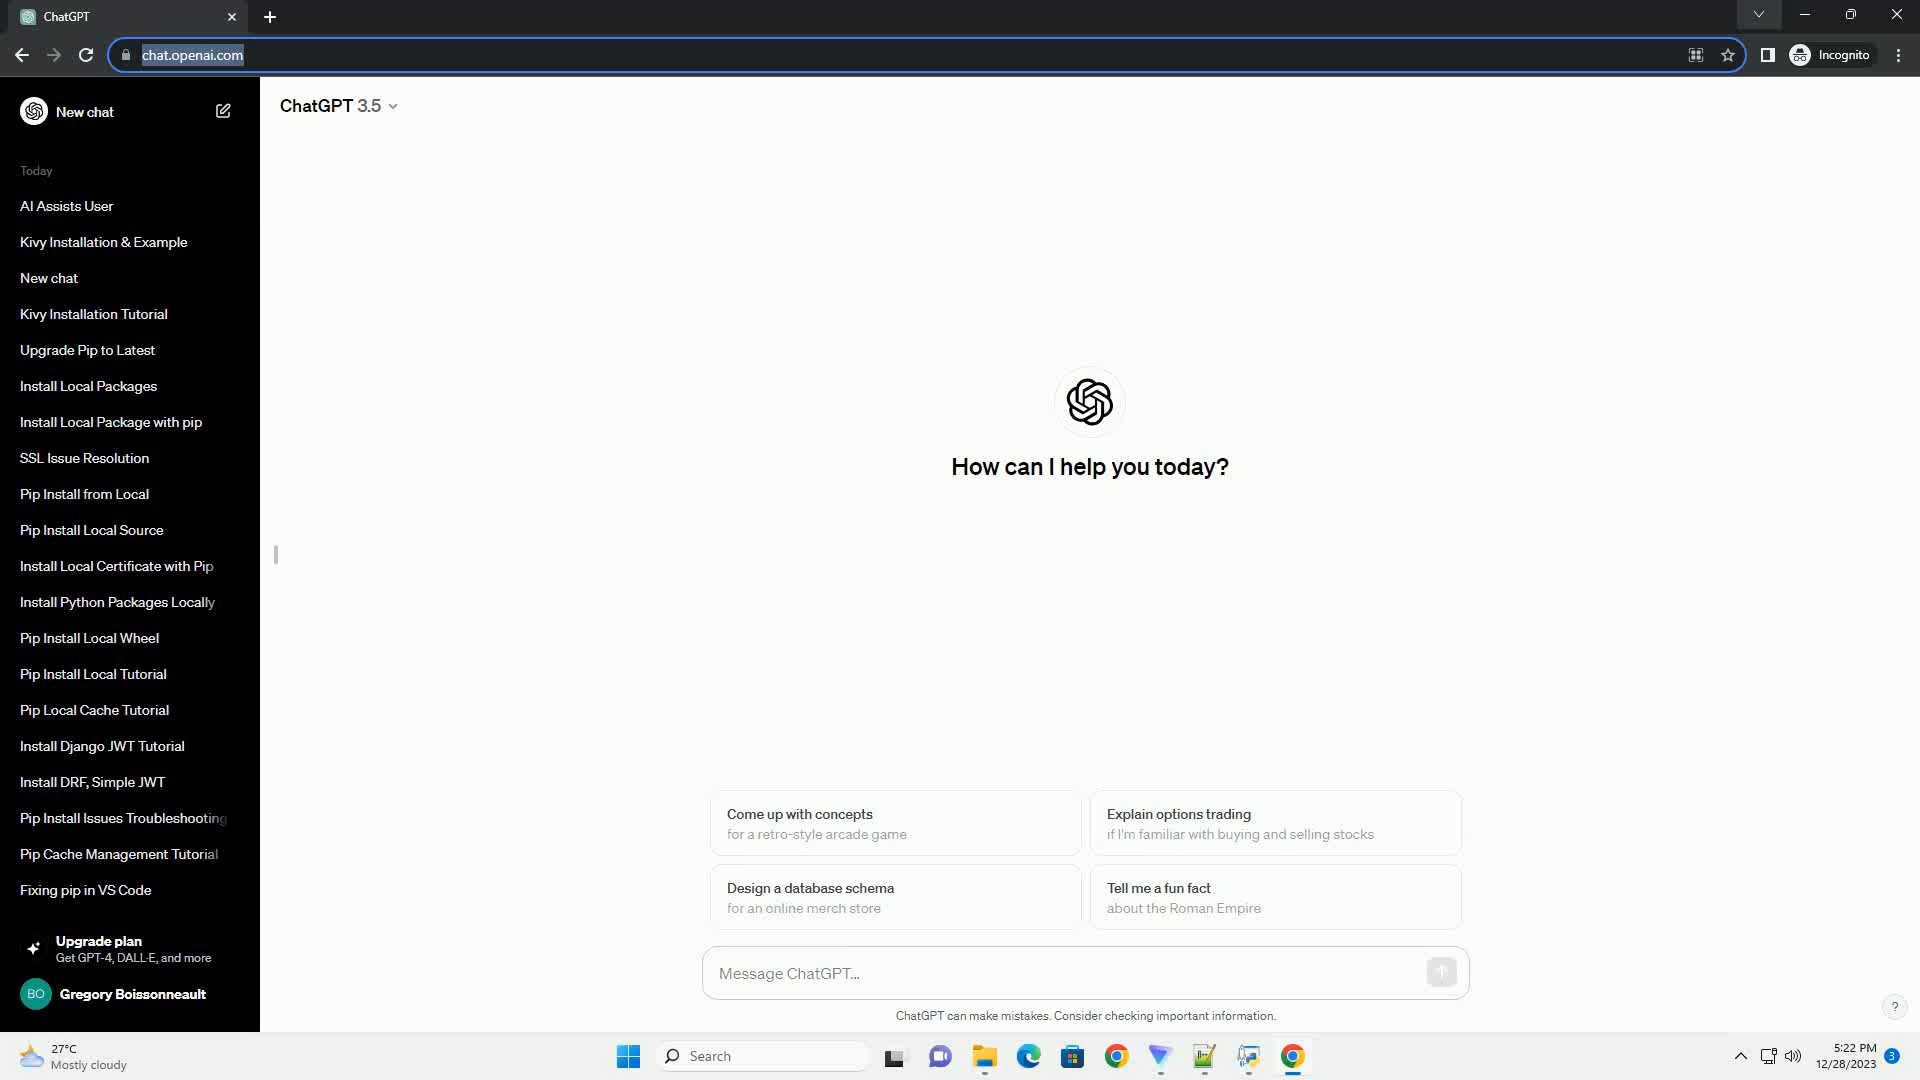 ChatGPT
chat.openai.com
Incognito
New chat
ChatGPT 3.5
Today
AI Assists User
Kivy Installation & Example
New chat
Kivy Installation Tutorial
Upgrade Pip to Latest
Install Local Packages
Install Local Package with pip
SSL Issue Resolution
Pip Install from Local
Pip Install Local Source
Install Local Certificate with Pip
Install Python Packages Locally
Pip Install Local Wheel
Pip Install Local Tutorial
Pip Local Cache Tutorial
Install Django JWT Tutorial
Install DRF, Simple JWT
Pip Install Issues Troubleshooting
Pip Cache Management Tutorial
Fixing pip in VS Code
Upgrade plan
Get GPT-4, DALL·E, and more
BO
Gregory Boissonneault
How can I help you today?
Come up with concepts
for a retro-style arcade game
Explain options trading
if I'm familiar with buying and selling stocks
Design a database schema
for an online merch store
Tell me a fun fact
about the Roman Empire
Message ChatGPT...
ChatGPT can make mistakes. Consider checking important information.
?
27°C
Mostly cloudy
Search
5:22 PM
12/28/2023
3